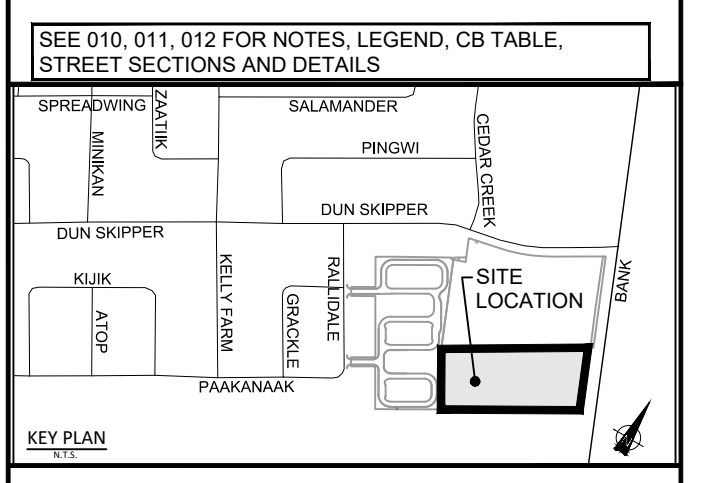 SEE 010, 011, 012 FOR NOTES, LEGEND, CB TABLE,
STREET SECTIONS AND DETAILS
SPREADWING
ZAATIIK
SALAMANDER
MINIKAN
PINGWI
CEDAR CREEK
DUN SKIPPER
DUN SKIPPER
KIJIK
ATOP
KELLY FARM
GRACKLE
RALLIDALE
SITE
LOCATION
BANK
PAAKANAAK
KEY PLAN
N.T.S.